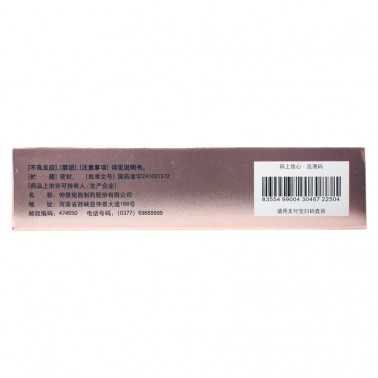 [不良反应],[禁忌],[注意事项] 详见说明书。
[贮 藏] 密封。 [批准文号] 国药准字Z41021972
[药品上市许可持有人/生产企业]
名 称：仲景宛西制药股份有限公司
地 址：河南省西峡县仲景大道168号
邮政编码：474550 电话号码：(0377) 69669999
码上放心·追溯码
83554 99004 30467 22504
请用支付宝扫码查询